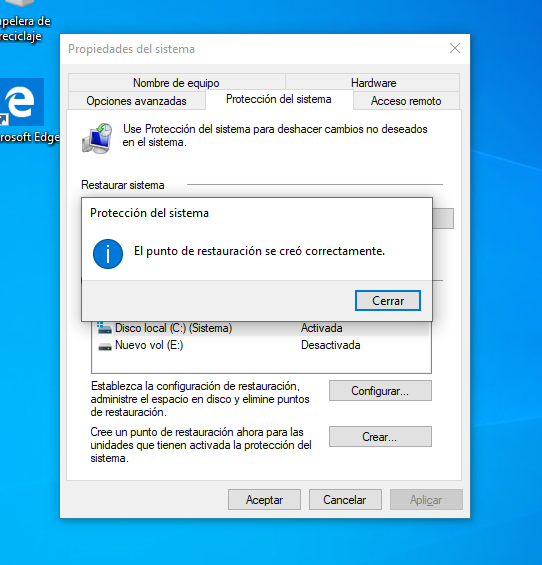 apelera de
reciclaje
rosoft Edge
Propiedades del sistema
Nombre de equipo
Hardware
Opciones avanzadas
Protección del sistema
Acceso remoto
Use Protección del sistema para deshacer cambios no deseados
en el sistema.
Restaurar sistema
Protección del sistema
El punto de restauración se creó correctamente.
Cerrar
Disco local (C:) (Sistema)
Activada
Nuevo vol (E:)
Desactivada
Establezca la configuración de restauración,
administre el espacio en disco y elimine puntos
de restauración.
Configurar...
Cree un punto de restauración ahora para las
unidades que tienen activada la protección del
sistema.
Crear...
Aceptar
Cancelar
Aplicar